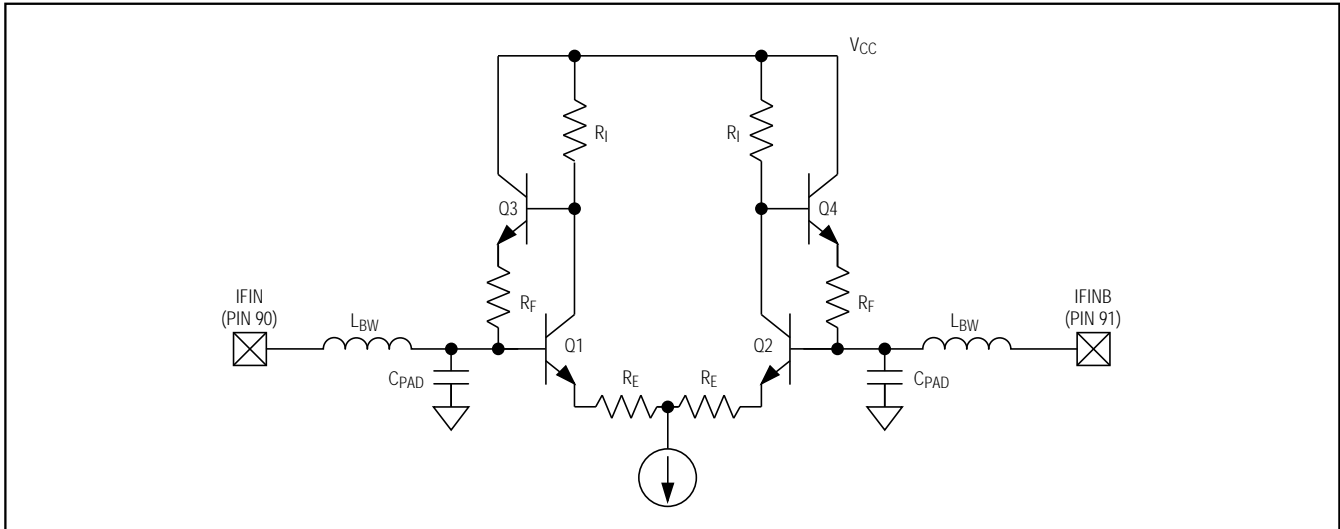 VCC
RI
RI
Q3
Q4
IFIN
(PIN 90)
LBW
RF
RF
LBW
IFINB
(PIN 91)
Q1
Q2
CPAD
RE
RE
CPAD